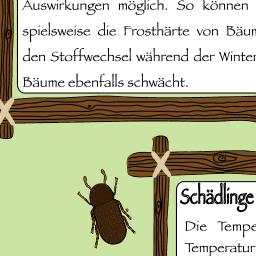 Auswirkungen möglich. So können
spielsweise die Frosthärte von Bäum
den Stoffwechsel während der Winter
Bäume ebenfalls schwächt.
Schädlinge
Die Tempe
Temperatur